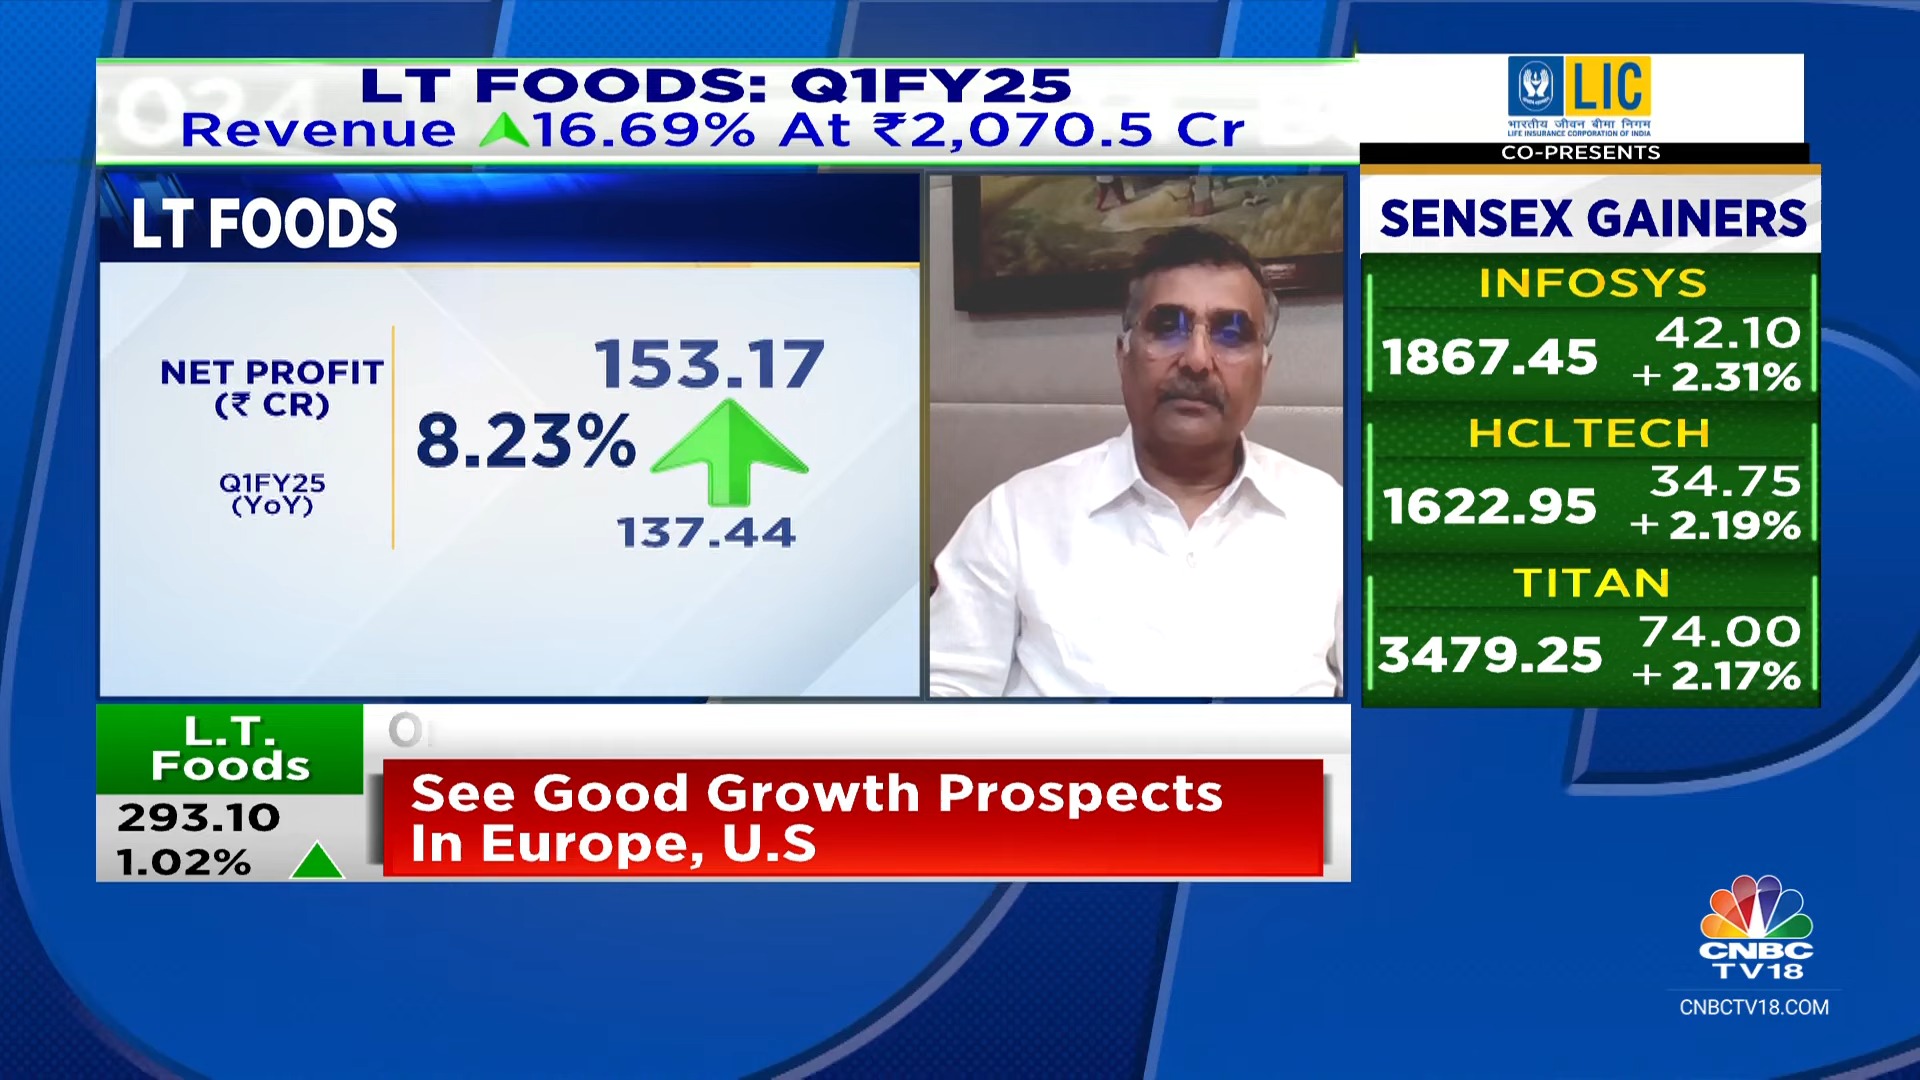 LT FOODS: Q1FY25
Revenue 16.69% At ₹2,070.5 Cr
LIC
भारतीय जीवन बीमा निगम
LIFE INSURANCE CORPORATION OF INDIA
CO-PRESENTS
LT FOODS
NET PROFIT
(₹ CR)
Q1FY25
(YoY)
153.17
8.23%
137.44
SENSEX GAINERS
INFOSYS
1867.45
42.10
+ 2.31%
HCLTECH
1622.95
34.75
+ 2.19%
TITAN
3479.25
74.00
+ 2.17%
L.T.
Foods
293.10
1.02%
See Good Growth Prospects
In Europe, U.S
CNBC
TV18
CNBCTV18.COM